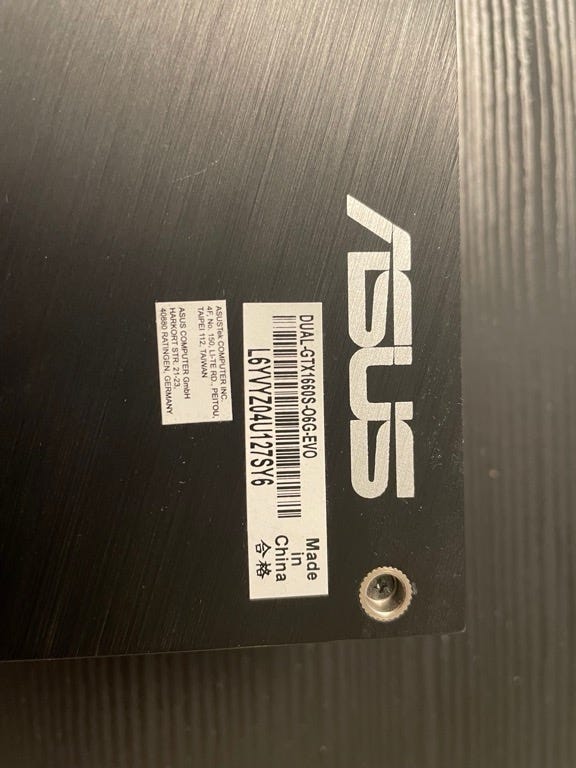 ASUS
DUAL-GTX1660S-O6G-EVO
L6YVYZ04U127SY6
Made
in
China
合格
ASUSTek COMPUTER INC.
4F, No. 150, LI-TE RD., PEITOU,
TAIPEI 112, TAIWAN
ASUS COMPUTER GmbH
HARKORT STR. 21-23,
40880 RATINGEN, GERMANY